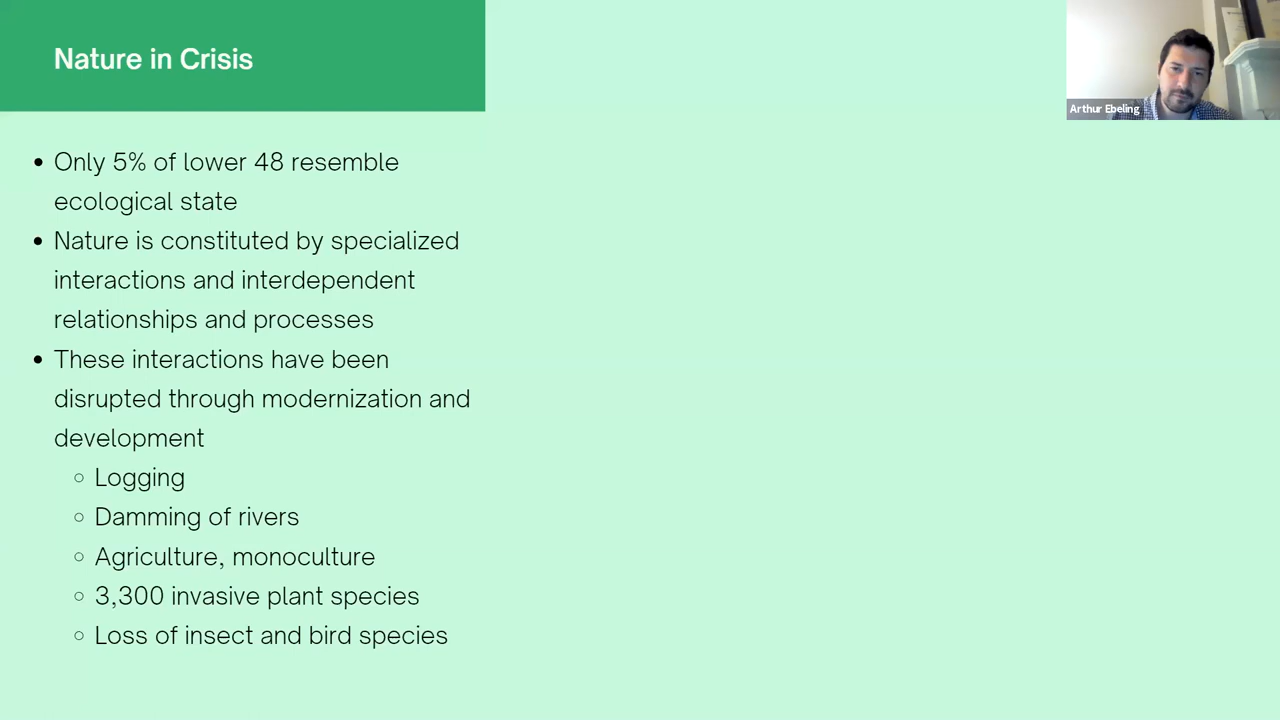 Nature in Crisis
Arthur Ebeling
• Only 5% of lower 48 resemble
ecological state
• Nature is constituted by specialized
interactions and interdependent
relationships and processes
• These interactions have been
disrupted through modernization and
development
○ Logging
○ Damming of rivers
○ Agriculture, monoculture
○ 3,300 invasive plant species
○ Loss of insect and bird species